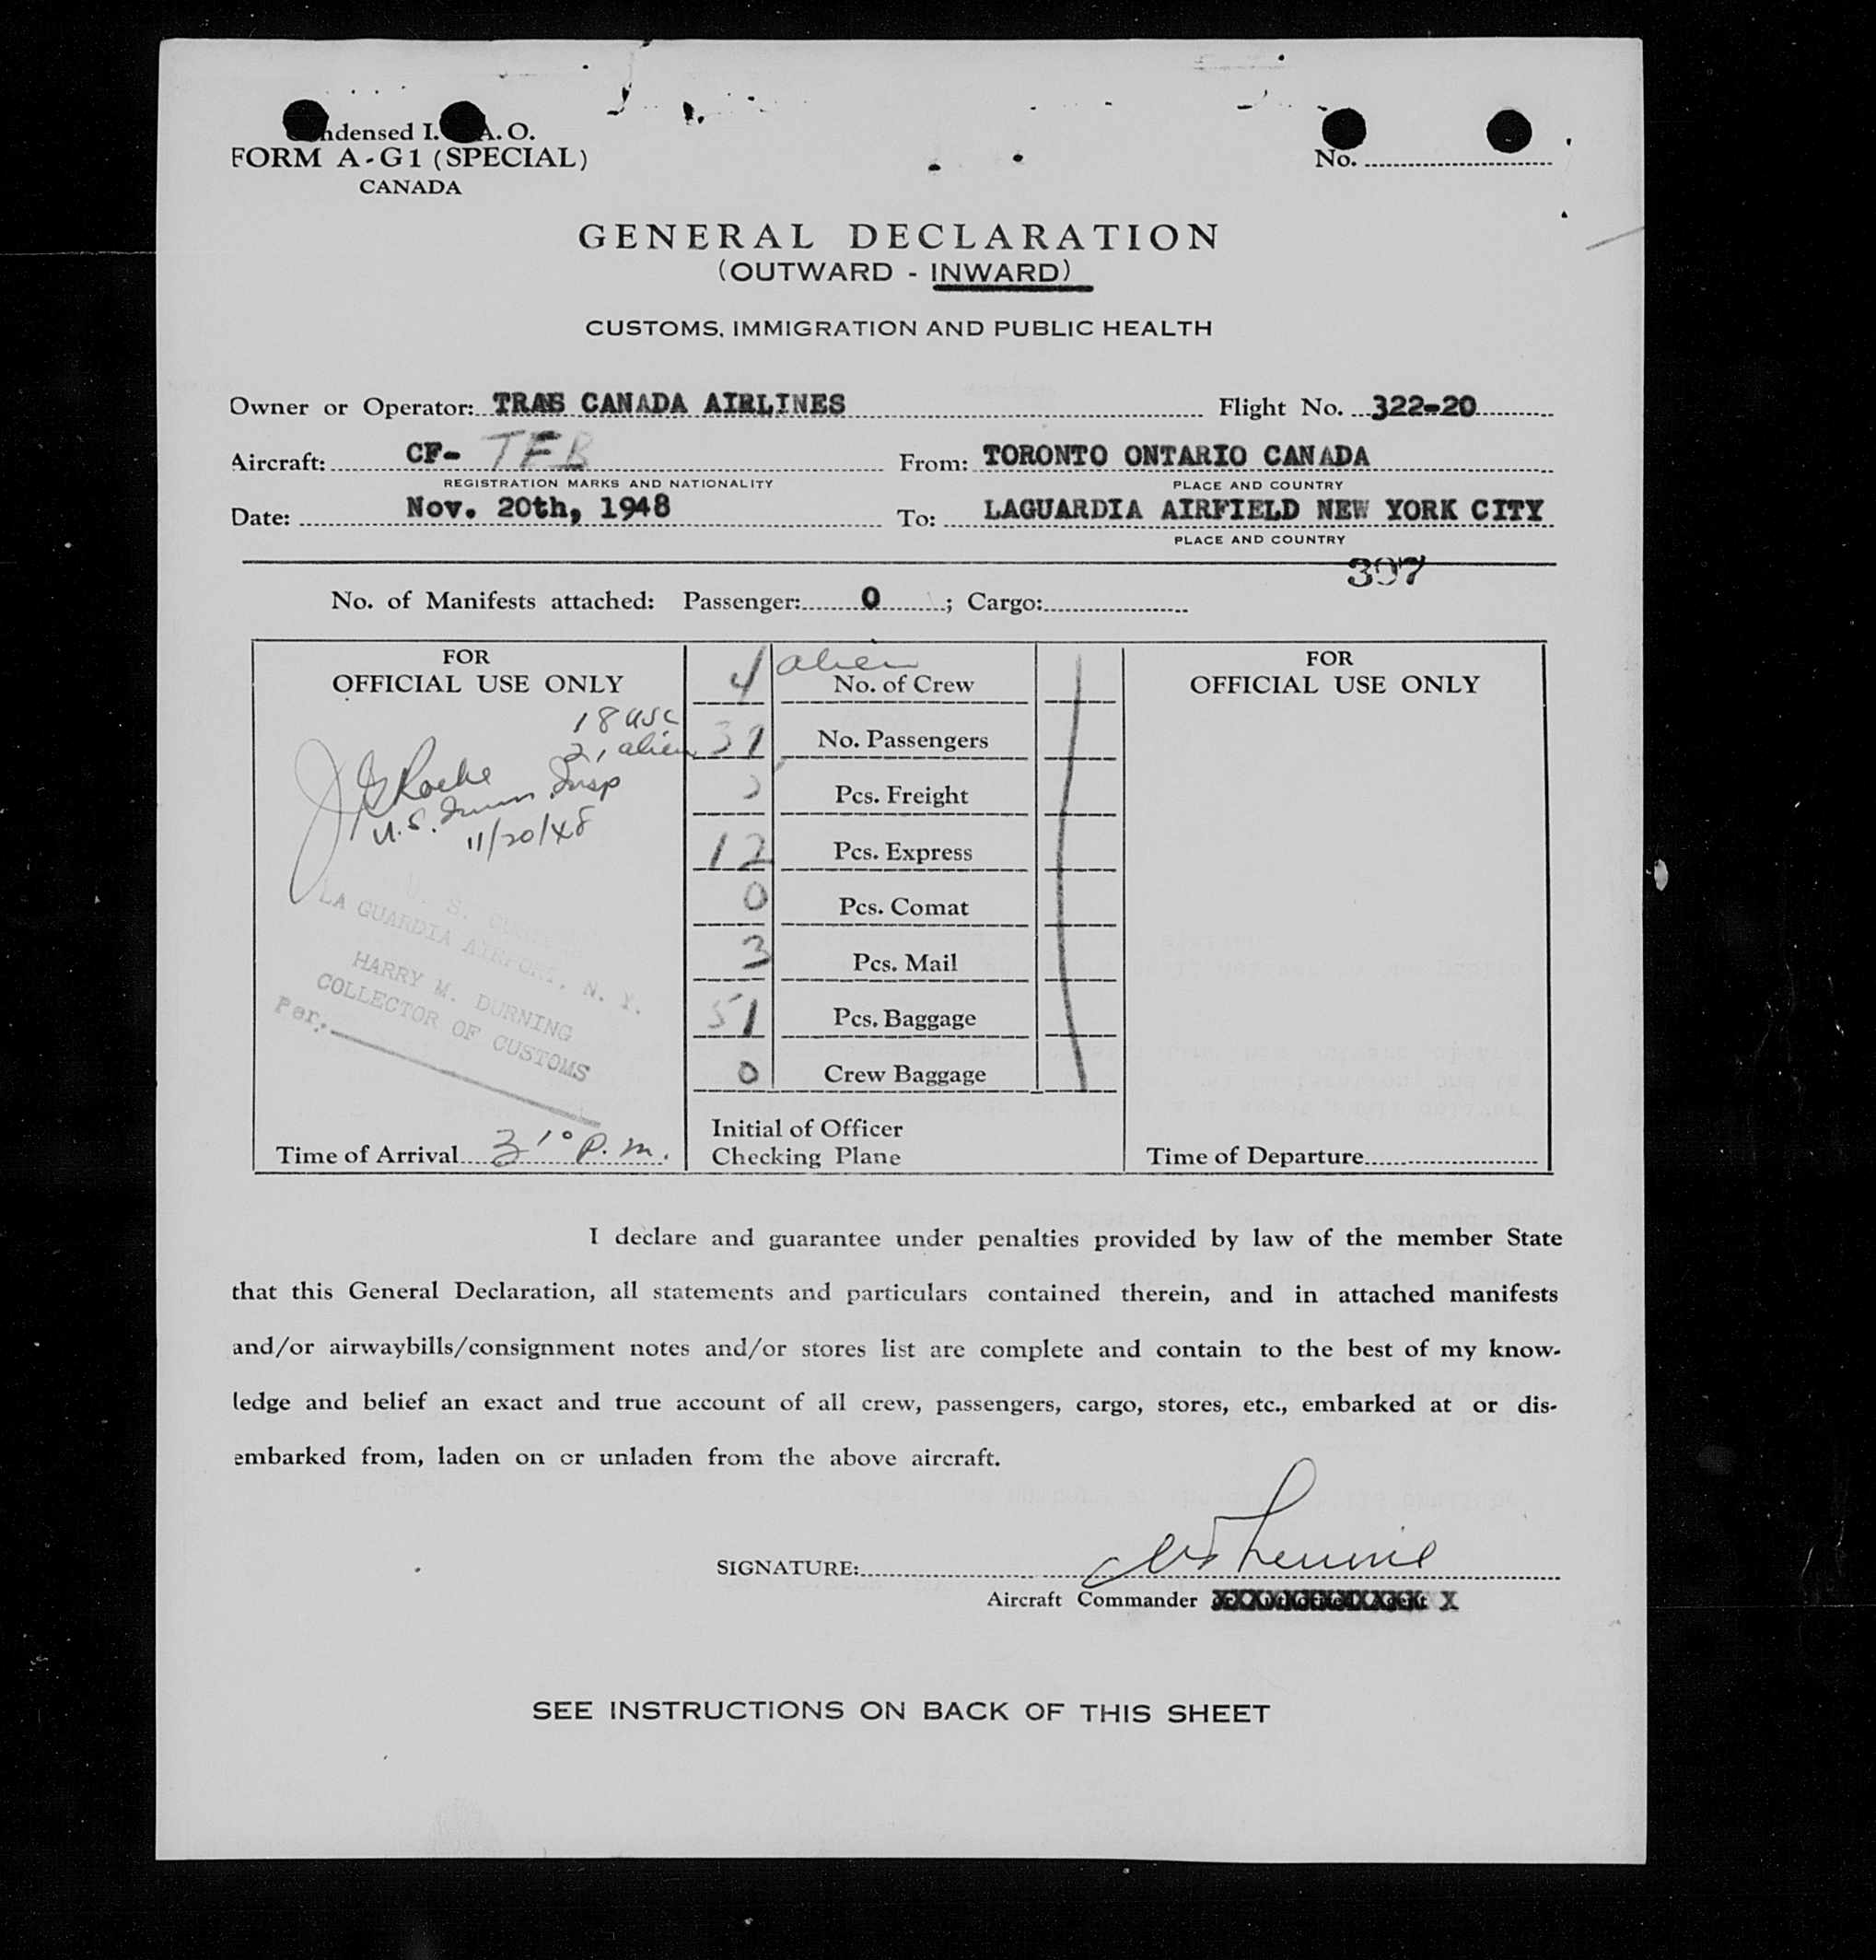 Condensed I. C. A. O.
FORM A-G1 (SPECIAL)
CANADA
No.
GENERAL DECLARATION
(OUTWARD - INWARD)
CUSTOMS, IMMIGRATION AND PUBLIC HEALTH
Owner or Operator: TRAS CANADA AIRLINES Flight No. 322-20
Aircraft: CF- TFB From: TORONTO ONTARIO CANADA
REGISTRATION MARKS AND NATIONALITY PLACE AND COUNTRY
Date: Nov. 20th, 1948 To: LAGUARDIA AIRFIELD NEW YORK CITY
PLACE AND COUNTRY
397
No. of Manifests attached: Passenger: 0 ; Cargo:
FOR
OFFICIAL USE ONLY
18 USC
21 alien
J G Roche
U.S. Imm. Insp
11/20/48
U. S. CUSTOMS
LA GUARDIA AIRPORT, N. Y.
HARRY M. DURNING
COLLECTOR OF CUSTOMS
Per:
Time of Arrival 3 10 P.m.
4 alien
No. of Crew
39 No. Passengers
Pcs. Freight
12 Pcs. Express
0 Pcs. Comat
3 Pcs. Mail
51 Pcs. Baggage
0 Crew Baggage
Initial of Officer
Checking Plane
FOR
OFFICIAL USE ONLY
Time of Departure
I declare and guarantee under penalties provided by law of the member State
that this General Declaration, all statements and particulars contained therein, and in attached manifests
and/or airwaybills/consignment notes and/or stores list are complete and contain to the best of my know-
ledge and belief an exact and true account of all crew, passengers, cargo, stores, etc., embarked at or dis-
embarked from, laden on or unladen from the above aircraft.
SIGNATURE:
Aircraft Commander
SEE INSTRUCTIONS ON BACK OF THIS SHEET